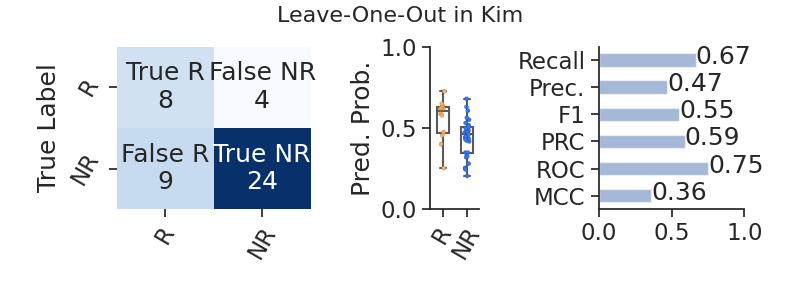 Leave-One-Out in Kim
True Label
R
NR
True R
8
False NR
4
False R
9
True NR
24
R
NR
Pred. Prob.
1.0
0.5
0.0
R
NR
Recall 0.67
Prec. 0.47
F1 0.55
PRC 0.59
ROC 0.75
MCC 0.36
0.0 0.5 1.0